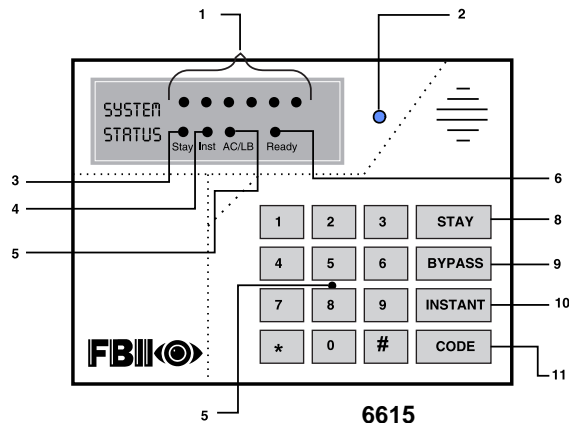 1
2
SYSTEM
STATUS
Stay Inst AC/LB Ready
3
6
4
5
1 2 3 STAY
8
4 5 6 BYPASS
9
7 8 9 INSTANT
10
5
* 0 # CODE
11
FBII
5
6615